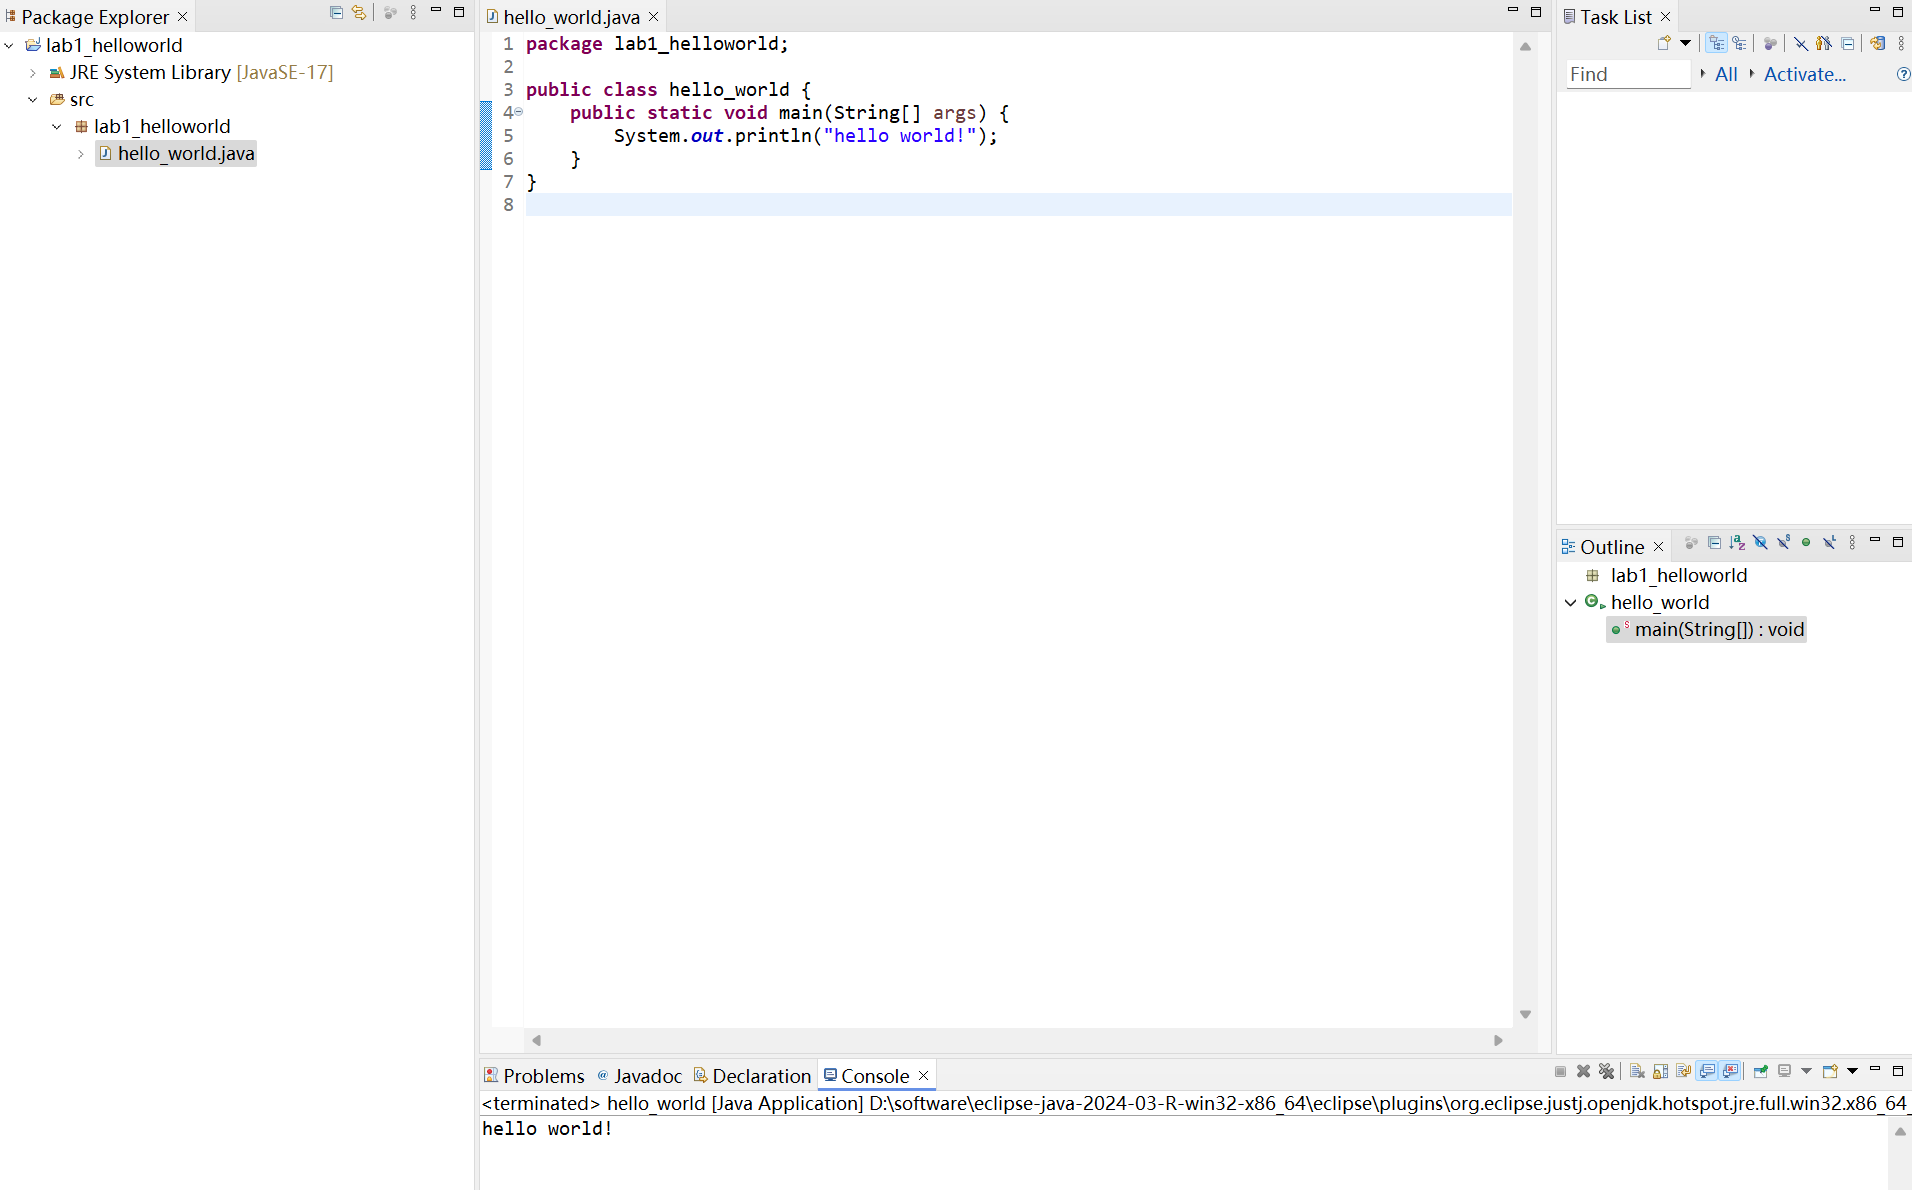 Package Explorer
lab1_helloworld
JRE System Library [JavaSE-17]
src
lab1_helloworld
hello_world.java
hello_world.java
1 package lab1_helloworld;
2
3 public class hello_world {
4 public static void main(String[] args) {
5 System.out.println("hello world!");
6 }
7 }
8
Task List
Find
All
Activate...
Outline
lab1_helloworld
hello_world
main(String[]) : void
Problems
Javadoc
Declaration
Console
<terminated> hello_world [Java Application] D:\software\eclipse-java-2024-03-R-win32-x86_64\eclipse\plugins\org.eclipse.justj.openjdk.hotspot.jre.full.win32.x86_64_
hello world!